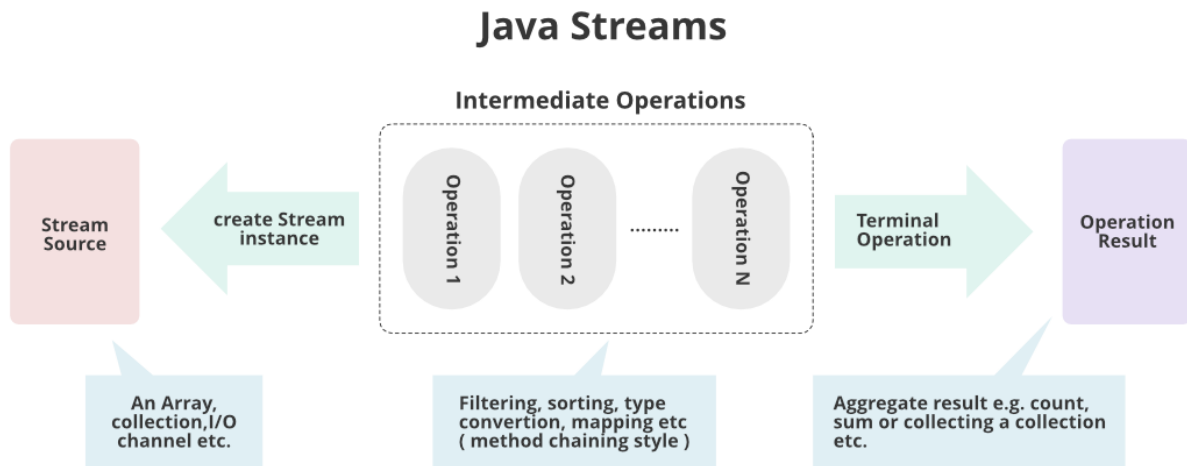 Java Streams
Intermediate Operations
Stream
Source
create Stream
instance
Operation 1
Operation 2
.........
Operation N
Terminal
Operation
Operation
Result
An Array,
collection,I/O
channel etc.
Filtering, sorting, type
convertion, mapping etc
( method chaining style )
Aggregate result e.g. count,
sum or collecting a collection
etc.